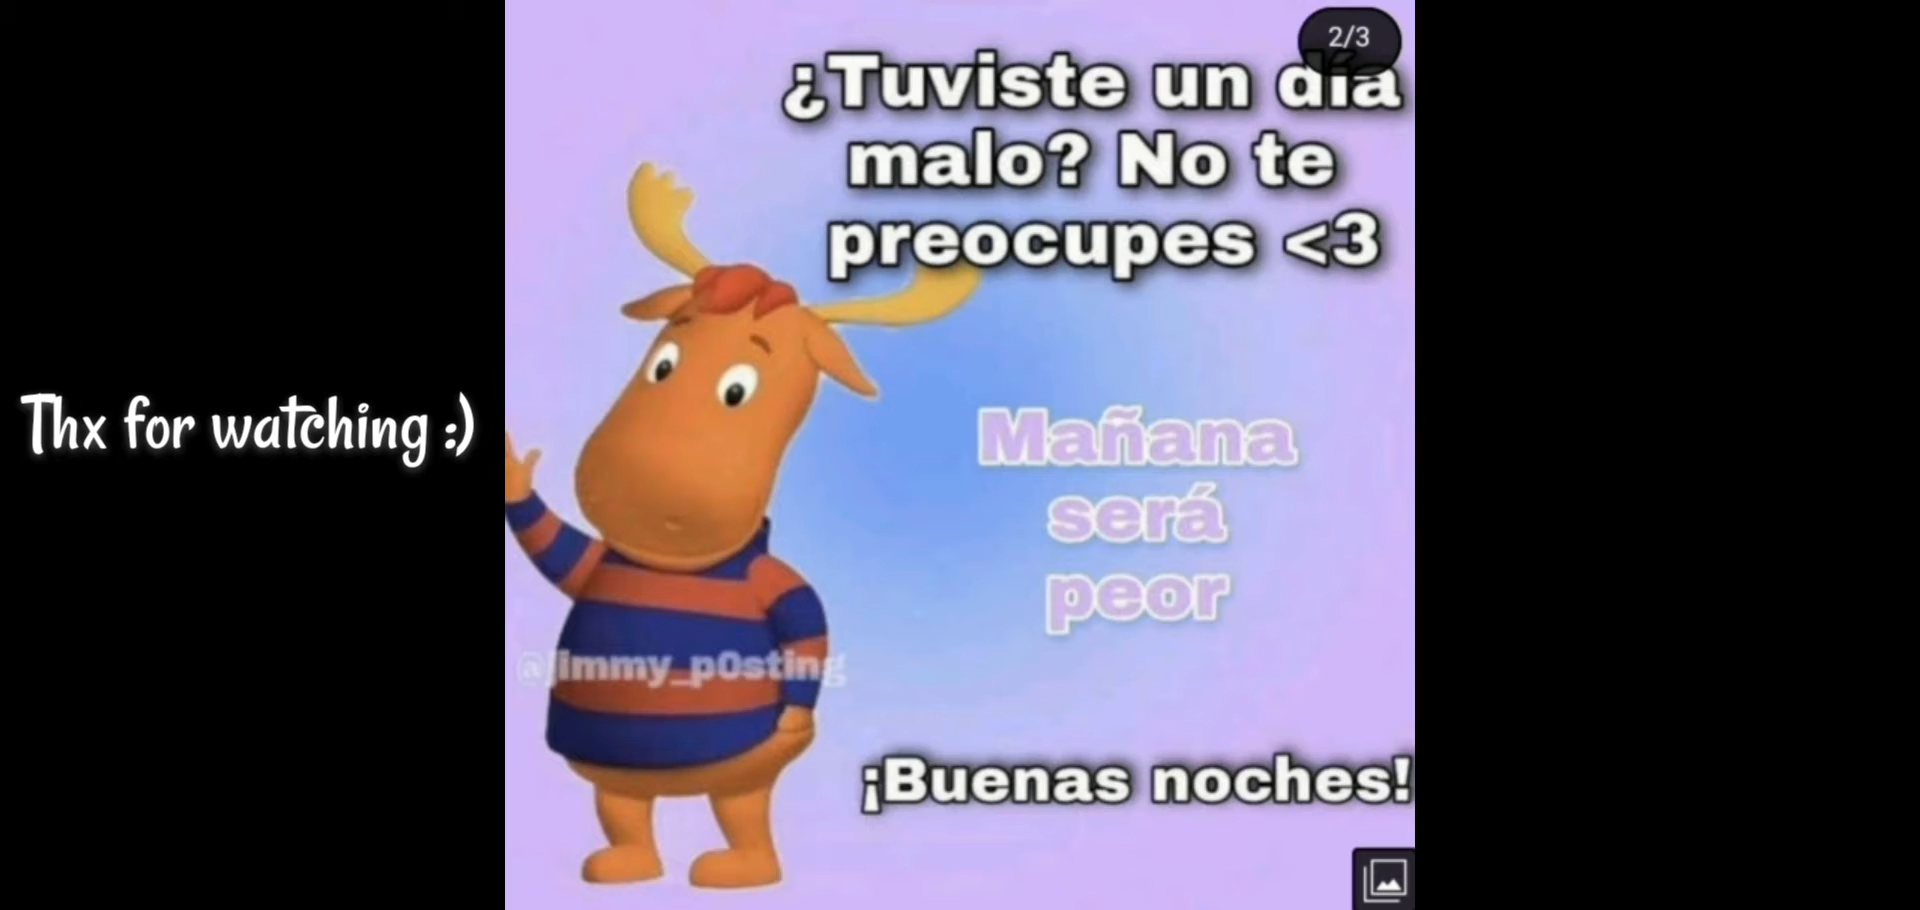 Thx for watching :)
2/3
¿Tuviste un día
malo? No te
preocupes <3
Mañana
será
peor
@jimmy_p0sting
¡Buenas noches!